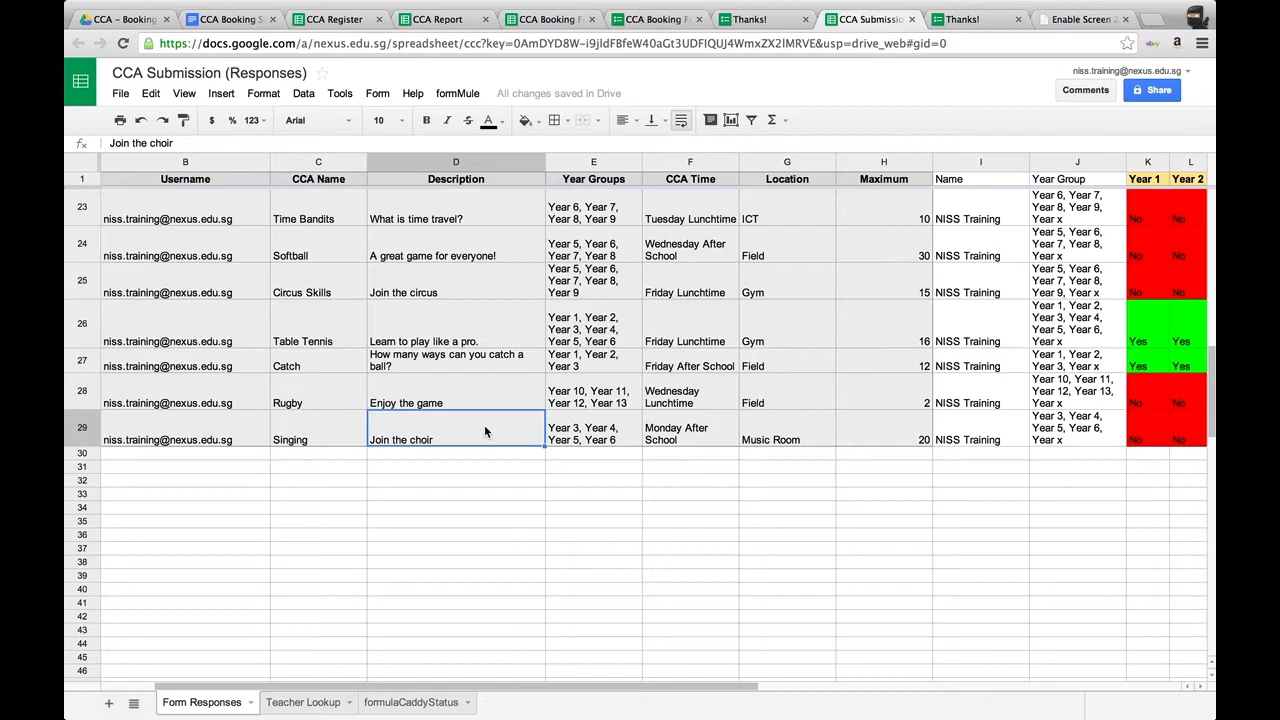 CCA – Booking
CCA Booking S
CCA Register
CCA Report
CCA Booking F
CCA Booking Fo
Thanks!
CCA Submissio
Thanks!
Enable Screen
https://docs.google.com/a/nexus.edu.sg/spreadsheet/ccc?key=0AmDYD8W-i9jldFBfeW40aGt3UDFIQUJ4WmxZX2lMRVE&usp=drive_web#gid=0
ebay
CCA Submission (Responses)
niss.training@nexus.edu.sg
File Edit View Insert Format Data Tools Form Help formMule All changes saved in Drive
Comments
Share
$ % 123 Arial 10 B I S A Σ
fx Join the choir
B C D E F G H I J K L
1 Username CCA Name Description Year Groups CCA Time Location Maximum Name Year Group Year 1 Year 2
23 niss.training@nexus.edu.sg Time Bandits What is time travel?
Year 6, Year 7,
Year 8, Year 9
Tuesday Lunchtime ICT 10 NISS Training
Year 6, Year 7,
Year 8, Year 9,
Year x
No No
24 niss.training@nexus.edu.sg Softball A great game for everyone!
Year 5, Year 6,
Year 7, Year 8
Wednesday After
School
Field 30 NISS Training
Year 5, Year 6,
Year 7, Year 8,
Year x
No No
25 niss.training@nexus.edu.sg Circus Skills Join the circus
Year 5, Year 6,
Year 7, Year 8,
Year 9
Friday Lunchtime Gym 15 NISS Training
Year 5, Year 6,
Year 7, Year 8,
Year 9, Year x
No No
26 niss.training@nexus.edu.sg Table Tennis Learn to play like a pro.
Year 1, Year 2,
Year 3, Year 4,
Year 5, Year 6
Friday Lunchtime Gym 16 NISS Training
Year 1, Year 2,
Year 3, Year 4,
Year 5, Year 6,
Year x
Yes Yes
27 niss.training@nexus.edu.sg Catch
How many ways can you catch a
ball?
Year 1, Year 2,
Year 3
Friday After School Field 12 NISS Training
Year 1, Year 2,
Year 3, Year x
Yes Yes
28 niss.training@nexus.edu.sg Rugby Enjoy the game
Year 10, Year 11,
Year 12, Year 13
Wednesday
Lunchtime
Field 2 NISS Training
Year 10, Year 11,
Year 12, Year 13,
Year x
No No
29 niss.training@nexus.edu.sg Singing Join the choir
Year 3, Year 4,
Year 5, Year 6
Monday After
School
Music Room 20 NISS Training
Year 3, Year 4,
Year 5, Year 6,
Year x
No No
30
31
32
33
34
35
36
37
38
39
40
41
42
43
44
45
46
Form Responses Teacher Lookup formulaCaddyStatus